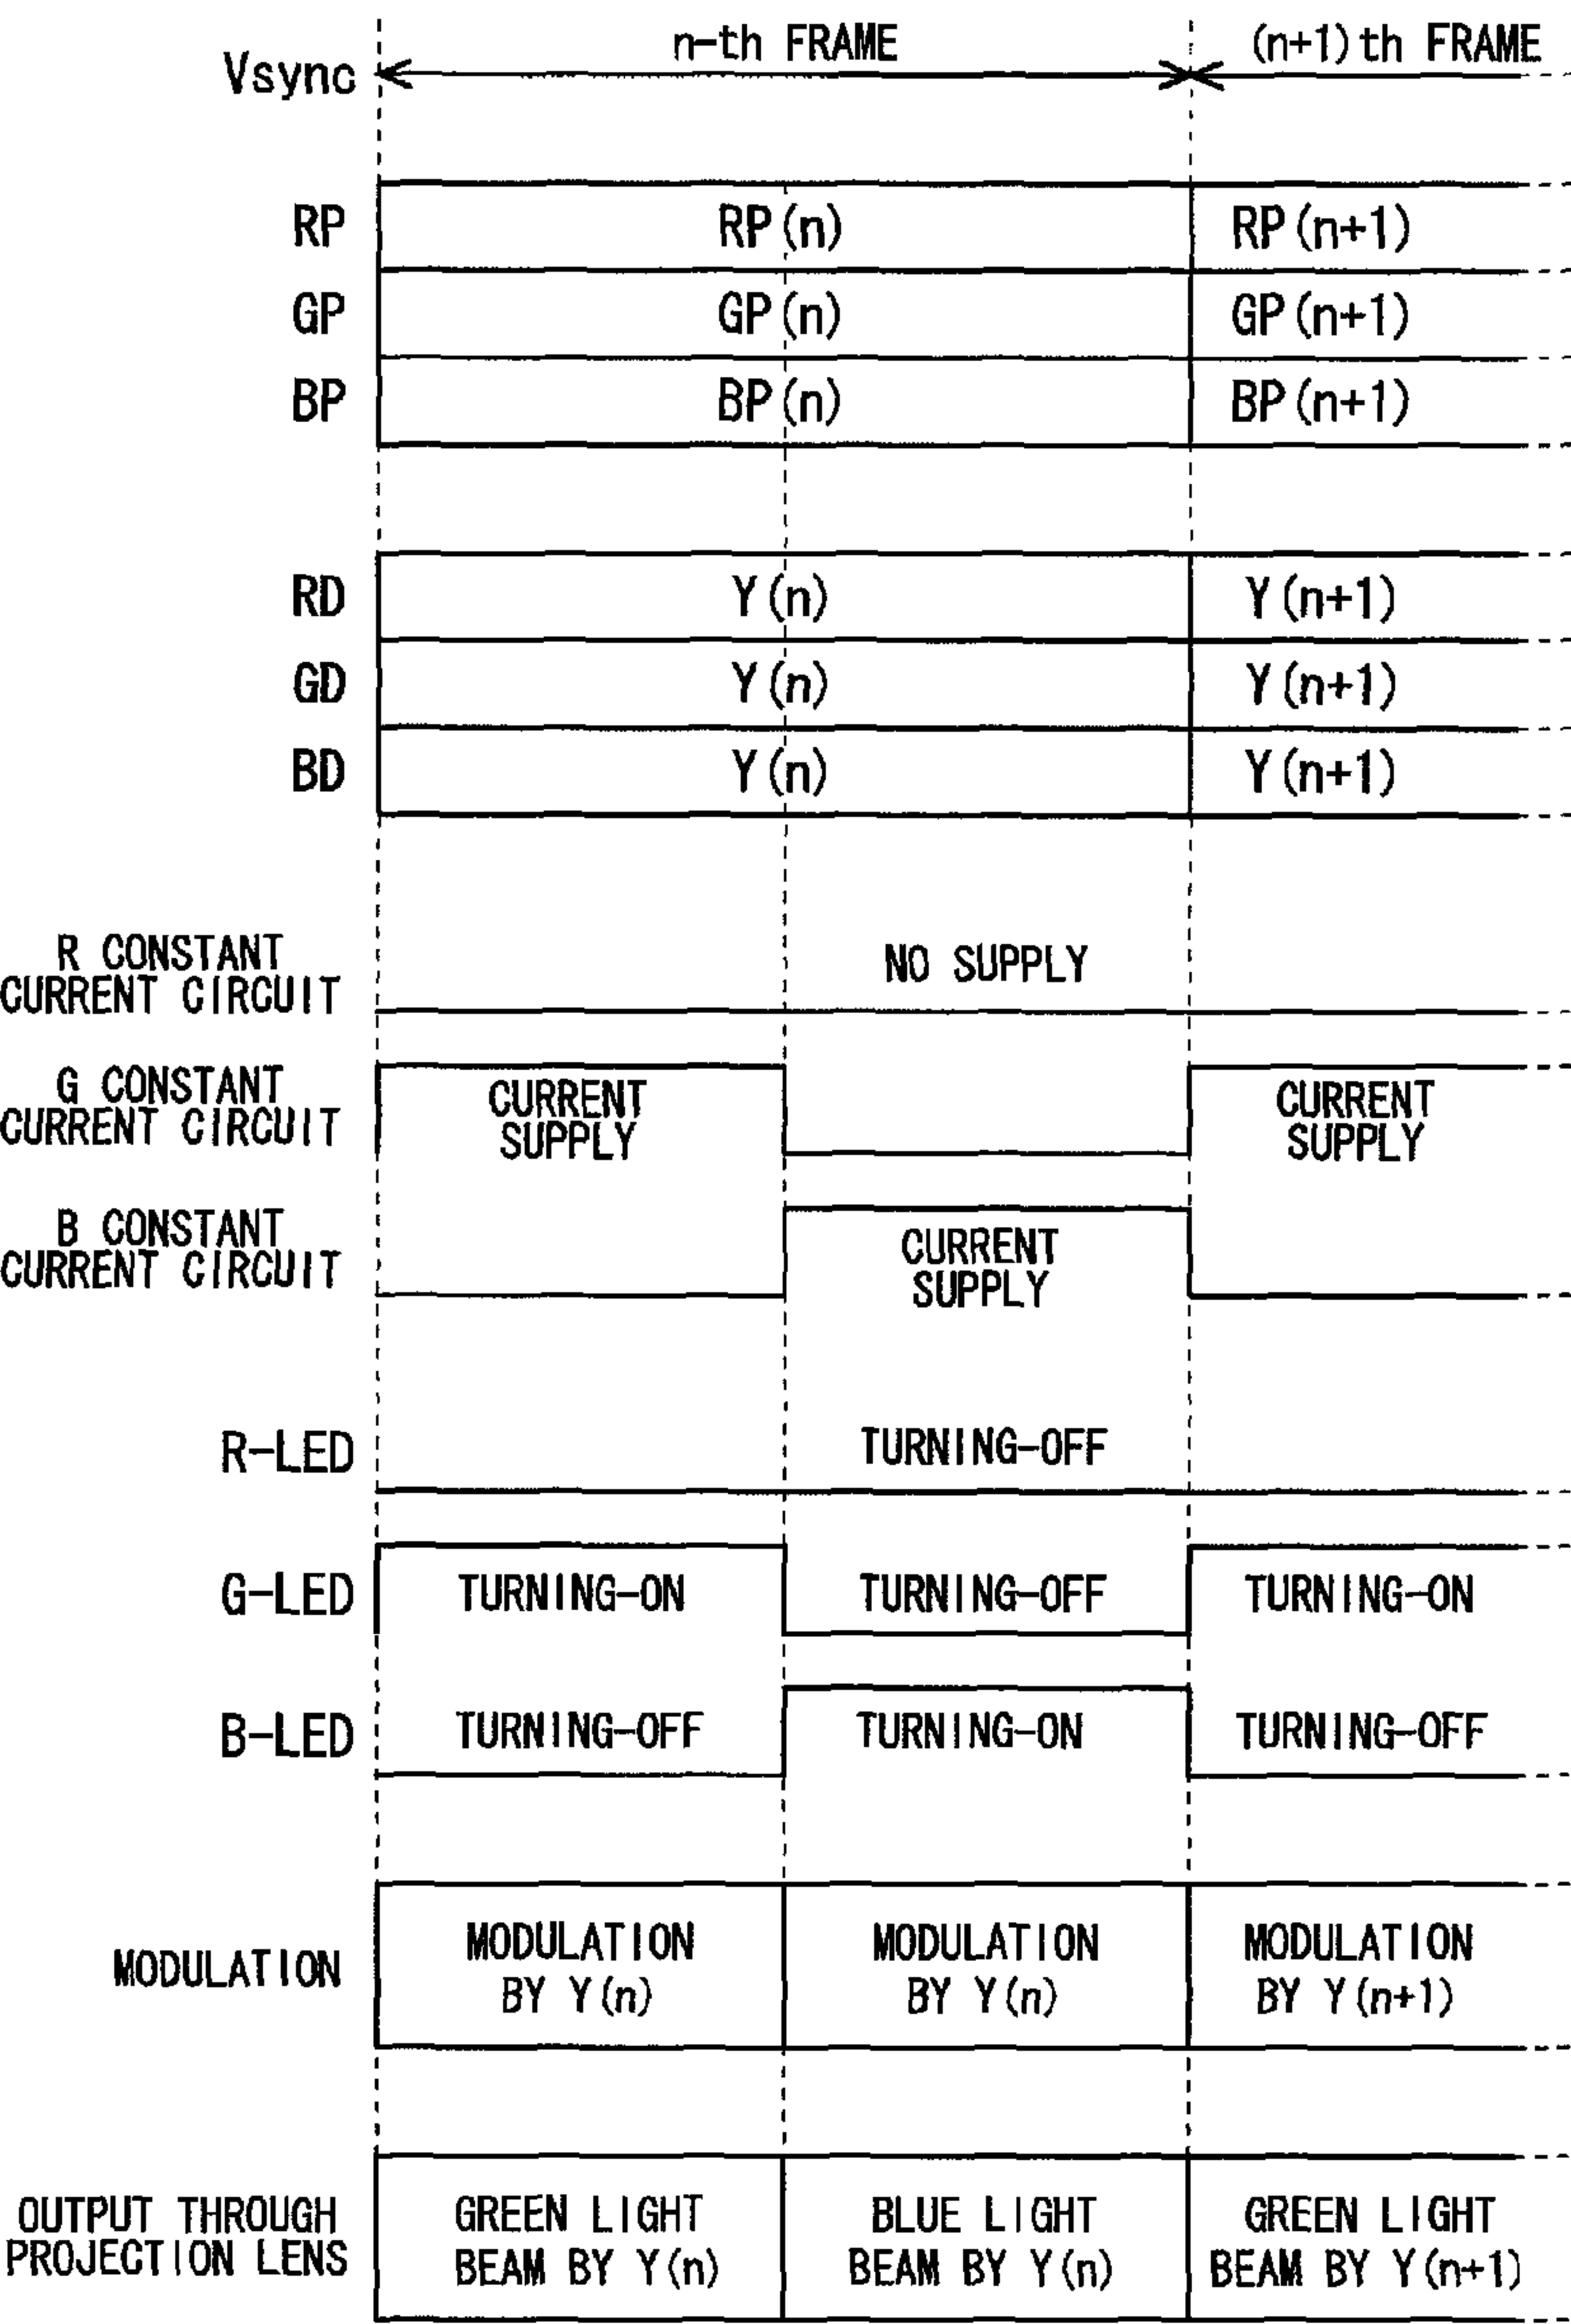 n-th FRAME (n+1)th FRAME
Vsync
RP RP(n) RP(n+1)
GP GP(n) GP(n+1)
BP BP(n) BP(n+1)
RD Y(n) Y(n+1)
GD Y(n) Y(n+1)
BD Y(n) Y(n+1)
R CONSTANT
CURRENT CIRCUIT
NO SUPPLY
G CONSTANT
CURRENT CIRCUIT
CURRENT
SUPPLY
CURRENT
SUPPLY
B CONSTANT
CURRENT CIRCUIT
CURRENT
SUPPLY
R-LED TURNING-OFF
G-LED TURNING-ON TURNING-OFF TURNING-ON
B-LED TURNING-OFF TURNING-ON TURNING-OFF
MODULATION
MODULATION
BY Y(n)
MODULATION
BY Y(n)
MODULATION
BY Y(n+1)
OUTPUT THROUGH
PROJECTION LENS
GREEN LIGHT
BEAM BY Y(n)
BLUE LIGHT
BEAM BY Y(n)
GREEN LIGHT
BEAM BY Y(n+1)